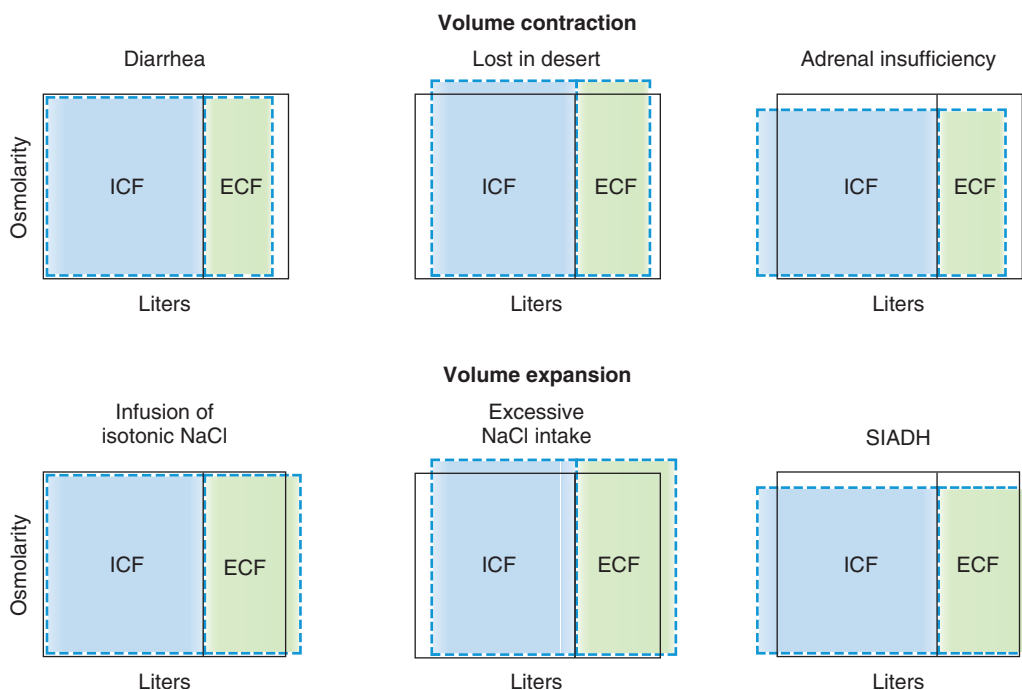 Volume contraction
Diarrhea
Lost in desert
Adrenal insufficiency
Osmolarity
ICF
ECF
ICF
ECF
ICF
ECF
Liters
Liters
Liters
Volume expansion
Infusion of
isotonic NaCl
Excessive
NaCl intake
SIADH
Osmolarity
ICF
ECF
ICF
ECF
ICF
ECF
Liters
Liters
Liters